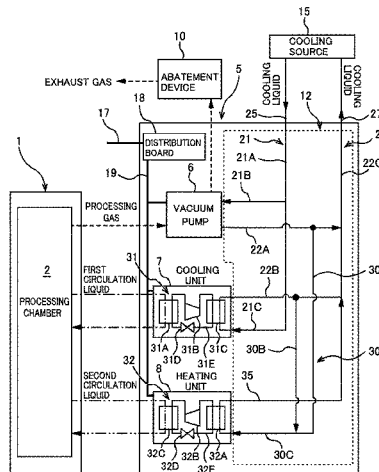 15
COOLING
SOURCE
10
ABATEMENT
DEVICE
EXHAUST GAS
5
COOLING
LIQUID
COOLING
LIQUID
12
25
27
17
18
DISTRIBUTION
BOARD
21
21A
22C
1
19
6
21B
PROCESSING
GAS
VACUUM
PUMP
22A
2
PROCESSING
CHAMBER
FIRST
CIRCULATION
LIQUID
31
7
COOLING
UNIT
22B
30
21C
31A
31D
31B
31E
31C
30B
30
HEATING
UNIT
32
8
SECOND
CIRCULATION
LIQUID
35
32C
32D
32B
32E
32A
30C